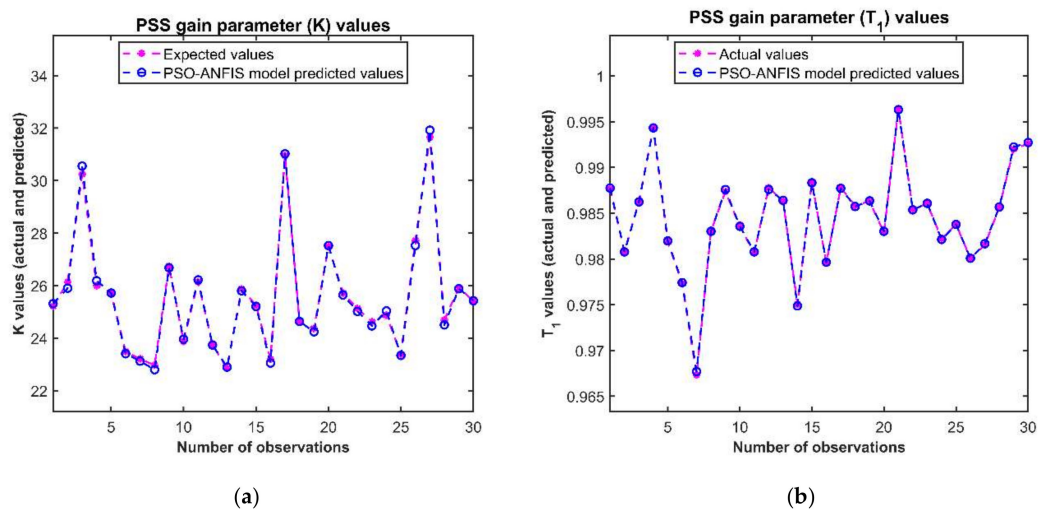 PSS gain parameter (K) values
Expected values
PSO-ANFIS model predicted values
K values (actual and predicted)
34
32
30
28
26
24
22
5
10
15
20
25
30
Number of observations
(a)
PSS gain parameter (T₁) values
Actual values
PSO-ANFIS model predicted values
T₁ values (actual and predicted)
1
0.995
0.99
0.985
0.98
0.975
0.97
0.965
5
10
15
20
25
30
Number of observations
(b)